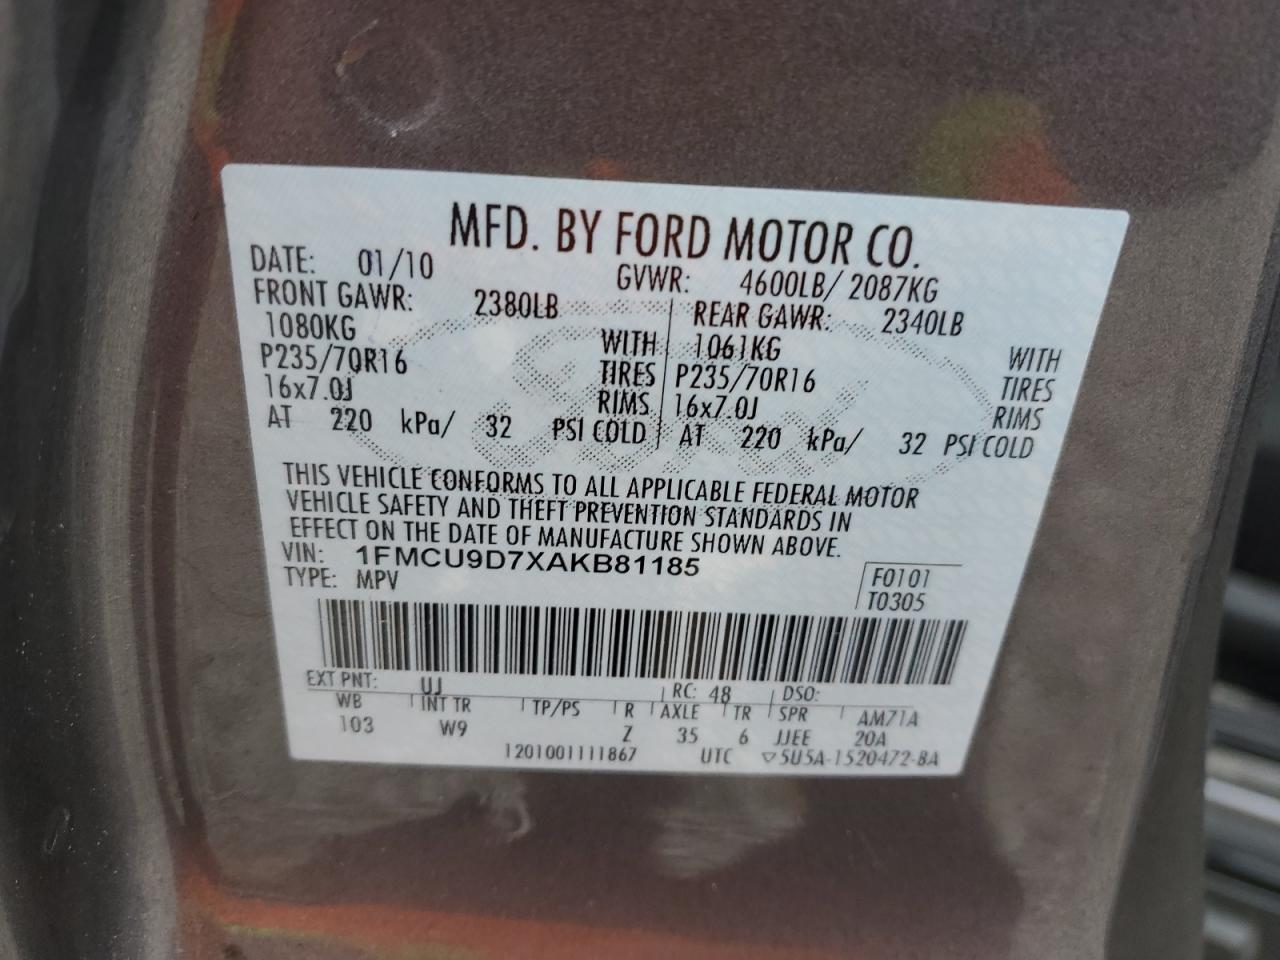 MFD. BY FORD MOTOR CO.
DATE: 01/10 GVWR: 4600LB/ 2087KG
FRONT GAWR: 2380LB REAR GAWR: 2340LB
1080KG WITH 1061KG WITH
P235/70R16 TIRES P235/70R16 TIRES
16x7.0J RIMS 16x7.0J RIMS
AT 220 kPa/ 32 PSI COLD AT 220 kPa/ 32 PSI COLD
THIS VEHICLE CONFORMS TO ALL APPLICABLE FEDERAL MOTOR
VEHICLE SAFETY AND THEFT PREVENTION STANDARDS IN
EFFECT ON THE DATE OF MANUFACTURE SHOWN ABOVE.
VIN: 1FMCU9D7XAKB81185
TYPE: MPV F0101
T0305
EXT PNT: UJ RC: 48 DSO:
WB INT TR TP/PS R AXLE TR SPR AM71A
103 W9 Z 35 6 JJEE 20A
1201001111867 UTC ▽5U5A-1520472-BA